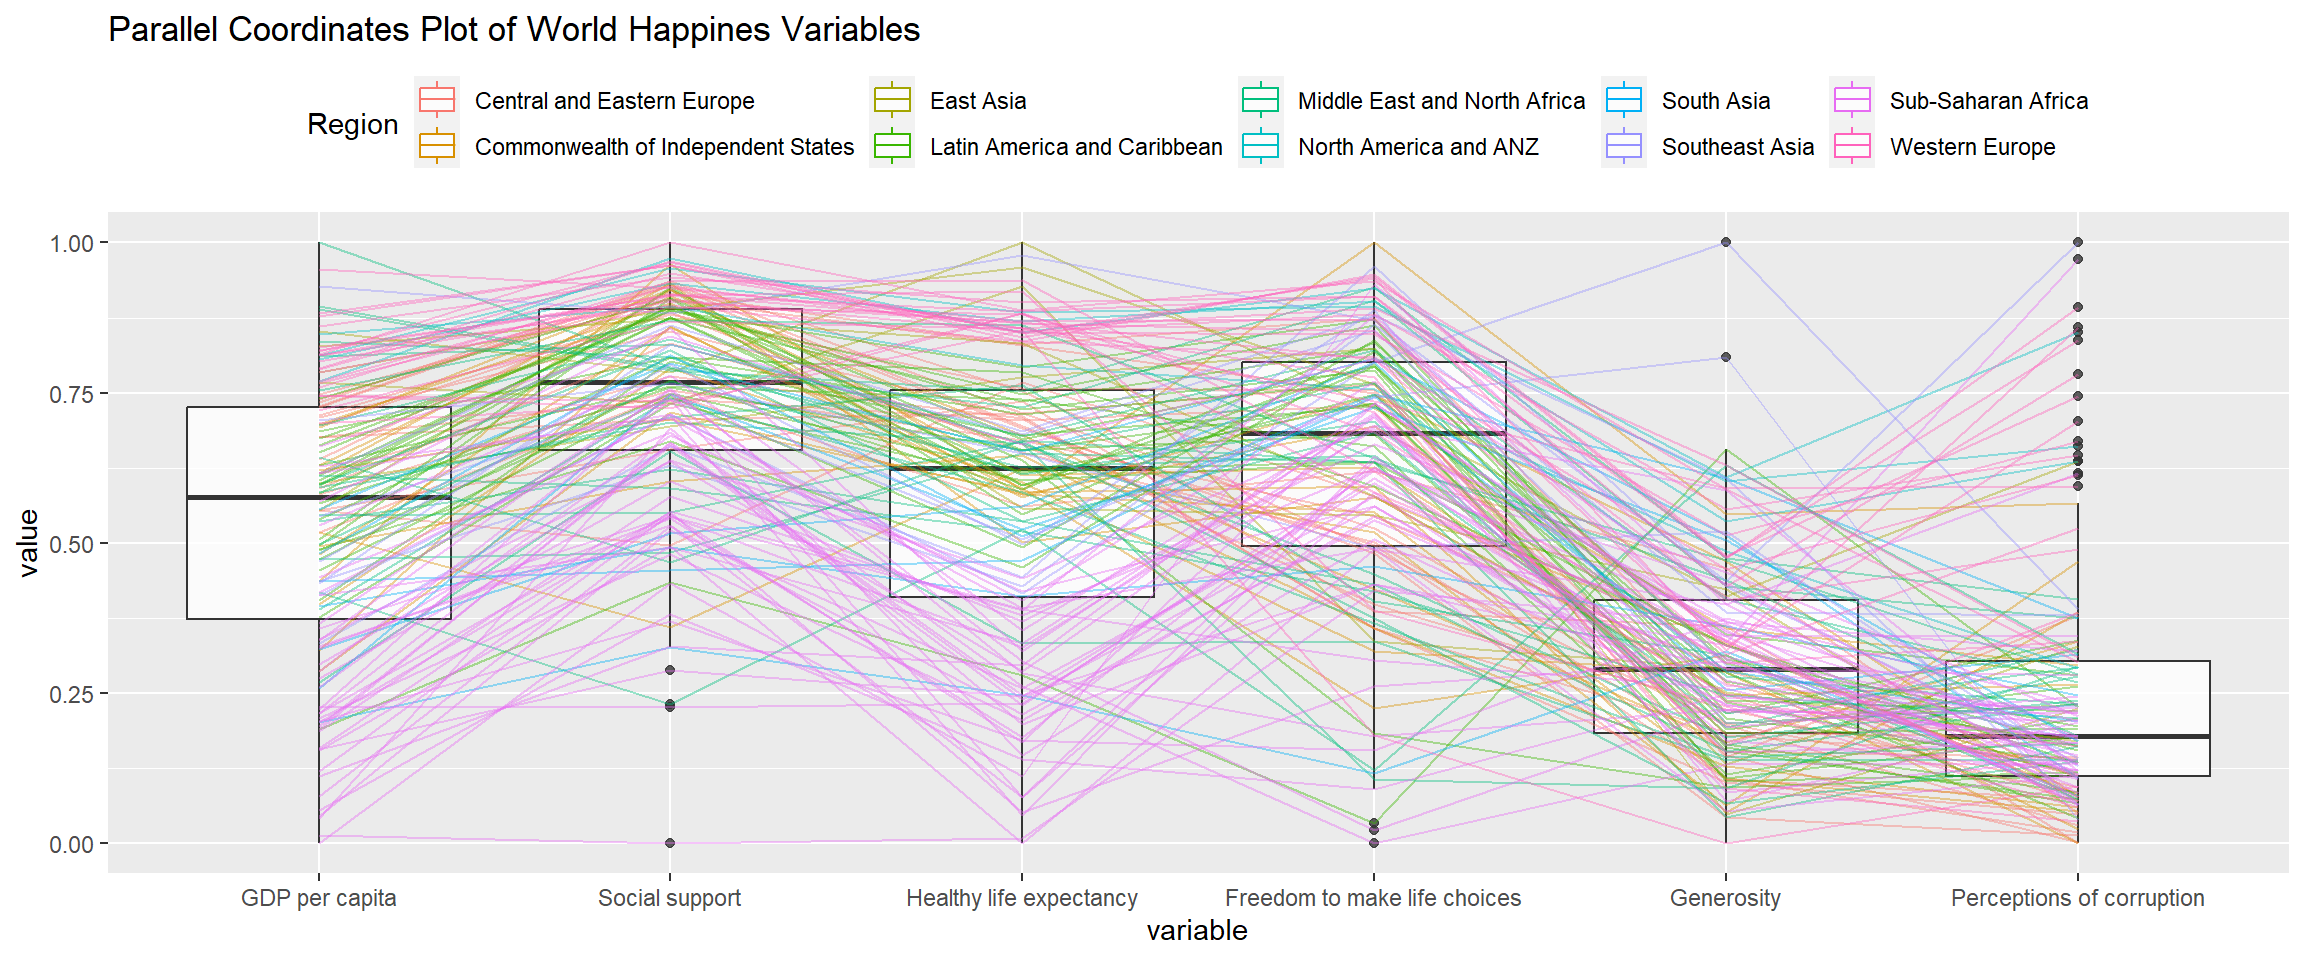 Parallel Coordinates Plot of World Happines Variables
Region
Central and Eastern Europe
East Asia
Middle East and North Africa
South Asia
Sub-Saharan Africa
Commonwealth of Independent States
Latin America and Caribbean
North America and ANZ
Southeast Asia
Western Europe
value
1.00
0.75
0.50
0.25
0.00
GDP per capita
Social support
Healthy life expectancy
Freedom to make life choices
Generosity
Perceptions of corruption
variable